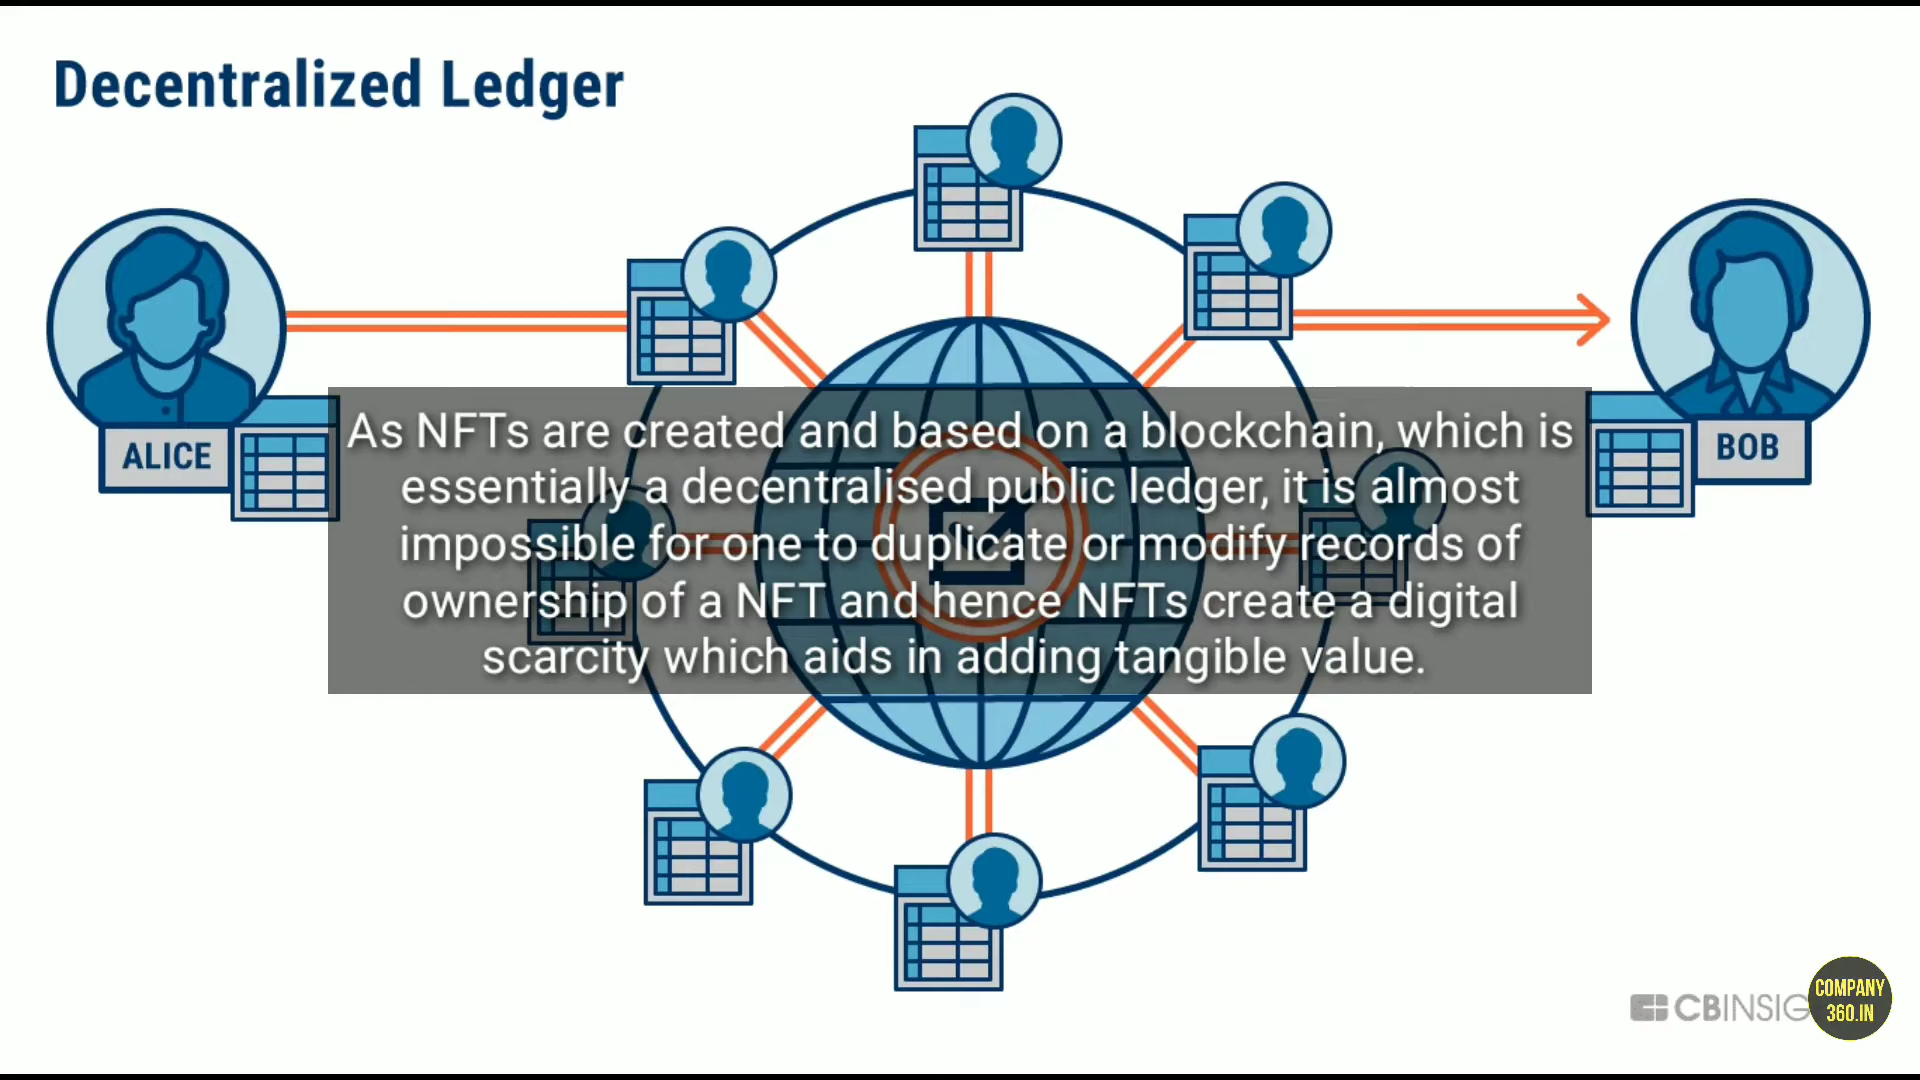 Decentralized Ledger
ALICE
BOB
As NFTs are created and based on a blockchain, which is
essentially a decentralised public ledger, it is almost
impossible for one to duplicate or modify records of
ownership of a NFT and hence NFTs create a digital
scarcity which aids in adding tangible value.
CBINSIG
COMPANY
360.IN